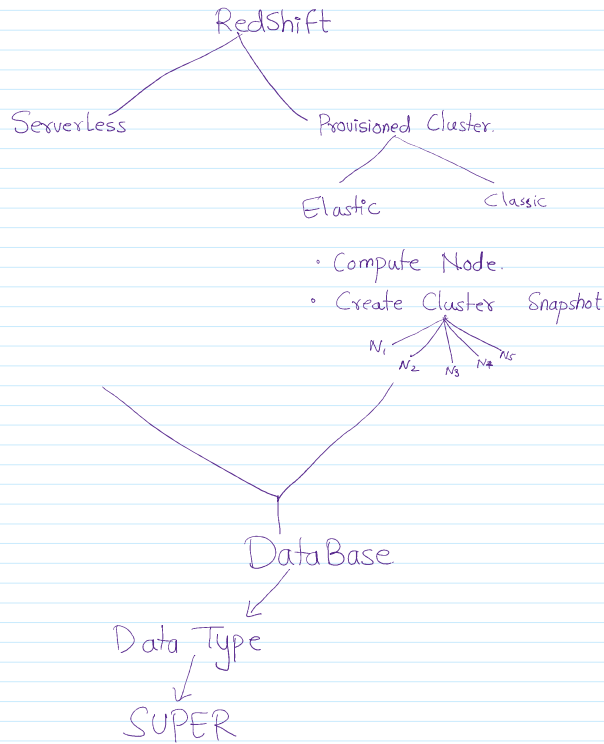 RedShift
Serverless
Provisioned Cluster.
Elastic
Classic
• Compute Node.
• Create Cluster Snapshot
N1
N2
N3
N4
N5
DataBase
Data Type
SUPER